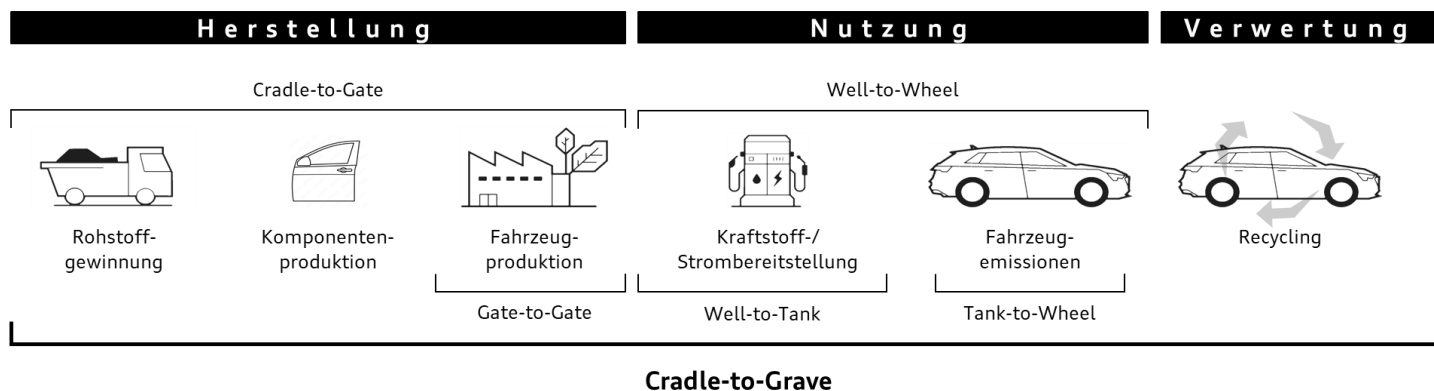 Herstellung
Nutzung
Verwertung
Cradle-to-Gate
Well-to-Wheel
Rohstoff-
gewinnung
Komponenten-
produktion
Fahrzeug-
produktion
Kraftstoff-/
Strombereitstellung
Fahrzeug-
emissionen
Recycling
Gate-to-Gate
Well-to-Tank
Tank-to-Wheel
Cradle-to-Grave